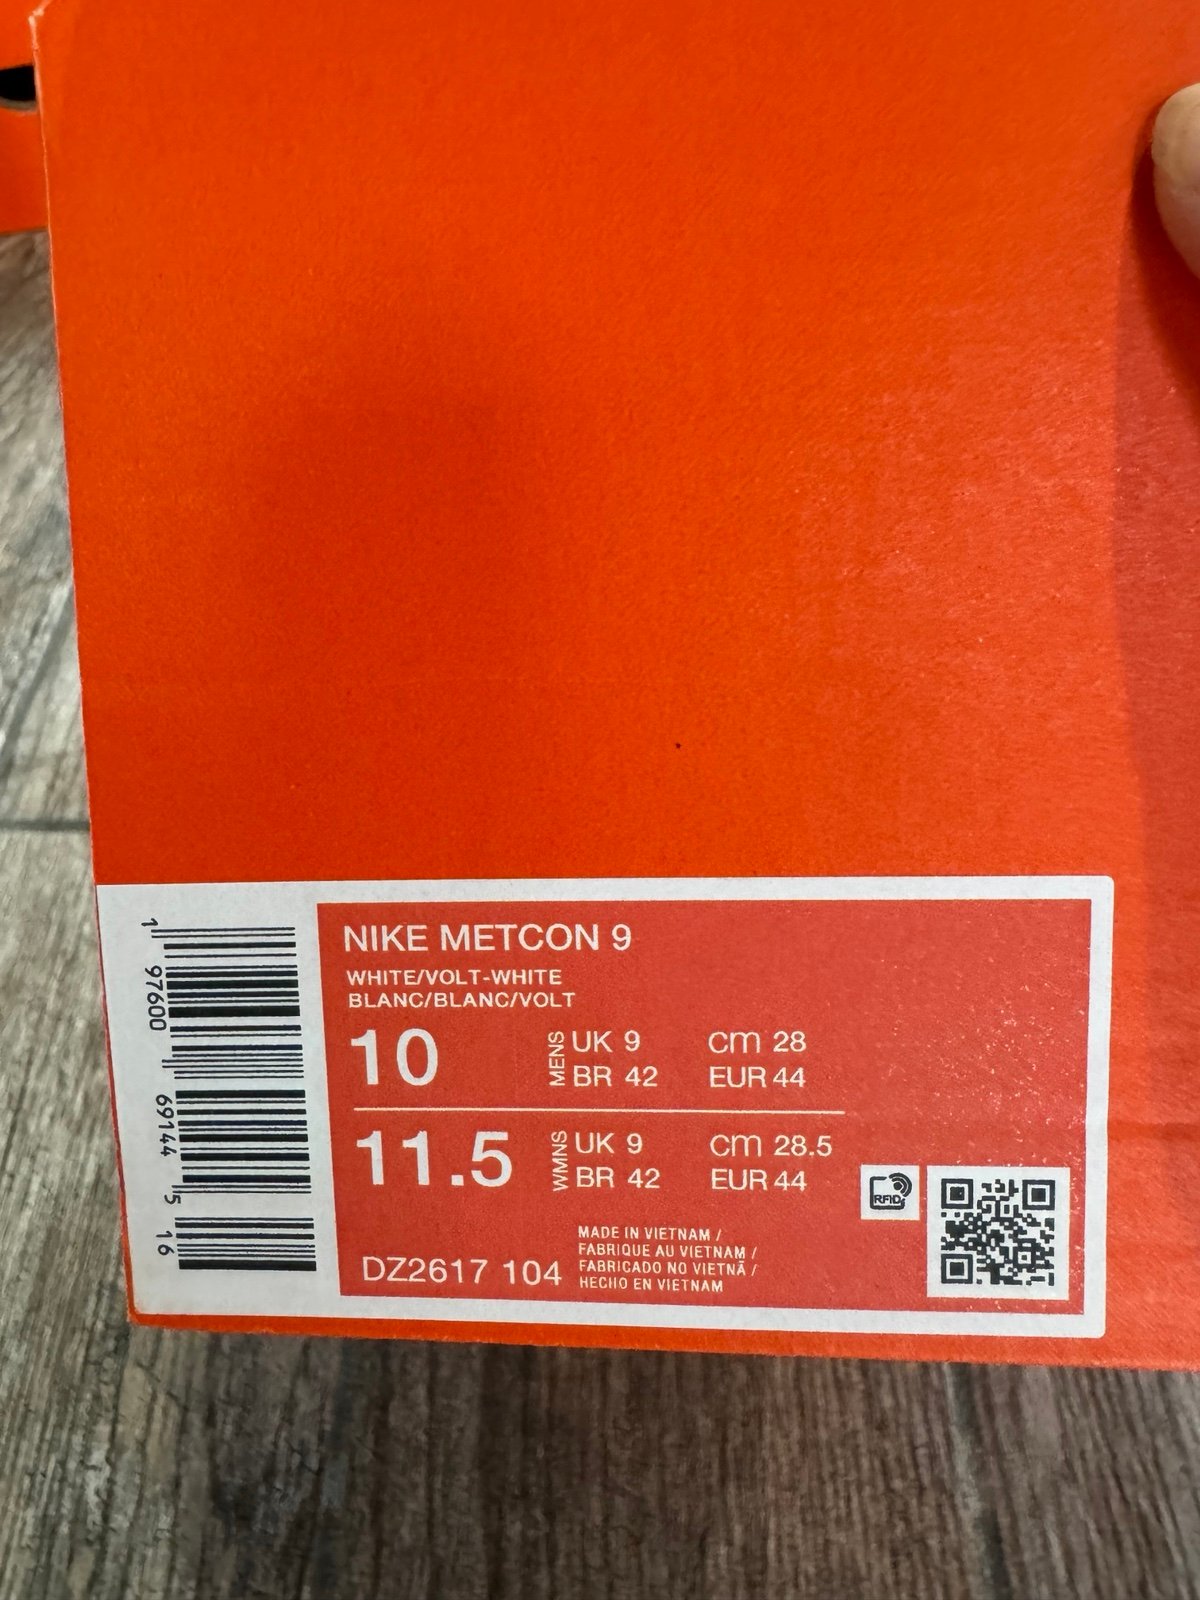 NIKE METCON 9
WHITE/VOLT-WHITE
BLANC/BLANC/VOLT
10 MENS UK 9 cm 28
BR 42 EUR 44
11.5 WMNS UK 9 cm 28.5
BR 42 EUR 44
MADE IN VIETNAM /
FABRIQUE AU VIETNAM /
FABRICADO NO VIETNÃ /
HECHO EN VIETNAM
DZ2617 104
RFID
1 97600 69144 5 16